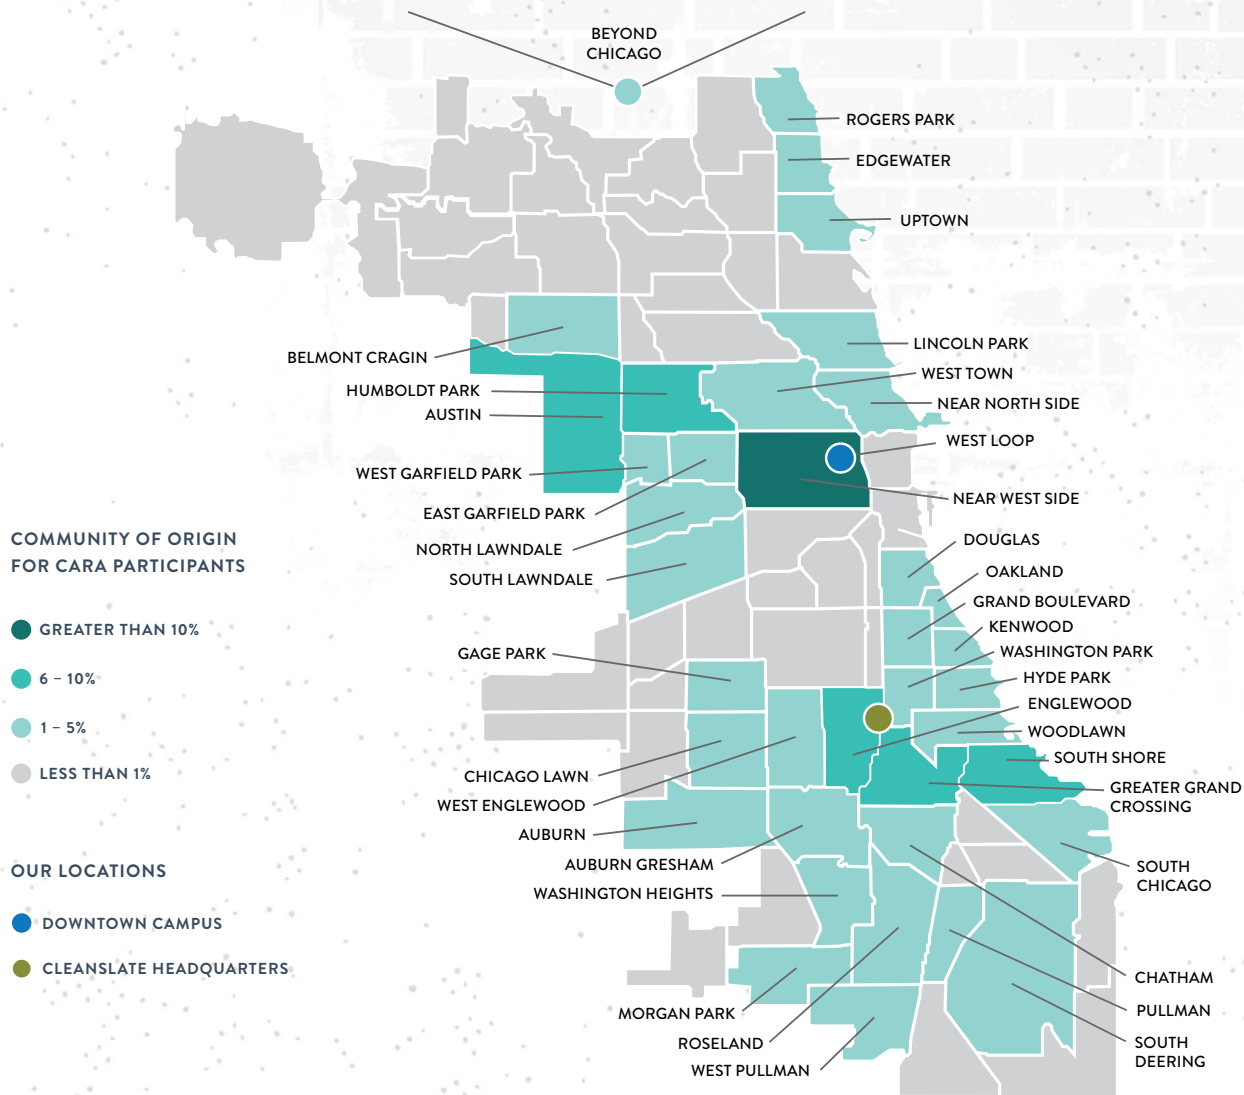 BEYOND
CHICAGO
ROGERS PARK
EDGEWATER
UPTOWN
LINCOLN PARK
BELMONT CRAGIN
WEST TOWN
HUMBOLDT PARK
NEAR NORTH SIDE
AUSTIN
WEST LOOP
WEST GARFIELD PARK
NEAR WEST SIDE
EAST GARFIELD PARK
NORTH LAWNDALE
SOUTH LAWNDALE
DOUGLAS
OAKLAND
GRAND BOULEVARD
KENWOOD
WASHINGTON PARK
HYDE PARK
ENGLEWOOD
WOODLAWN
SOUTH SHORE
GREATER GRAND
CROSSING
GAGE PARK
CHICAGO LAWN
WEST ENGLEWOOD
AUBURN
AUBURN GRESHAM
WASHINGTON HEIGHTS
SOUTH
CHICAGO
CHATHAM
PULLMAN
SOUTH
DEERING
MORGAN PARK
ROSELAND
WEST PULLMAN
COMMUNITY OF ORIGIN
FOR CARA PARTICIPANTS
GREATER THAN 10%
6 – 10%
1 – 5%
LESS THAN 1%
OUR LOCATIONS
DOWNTOWN CAMPUS
CLEANSLATE HEADQUARTERS